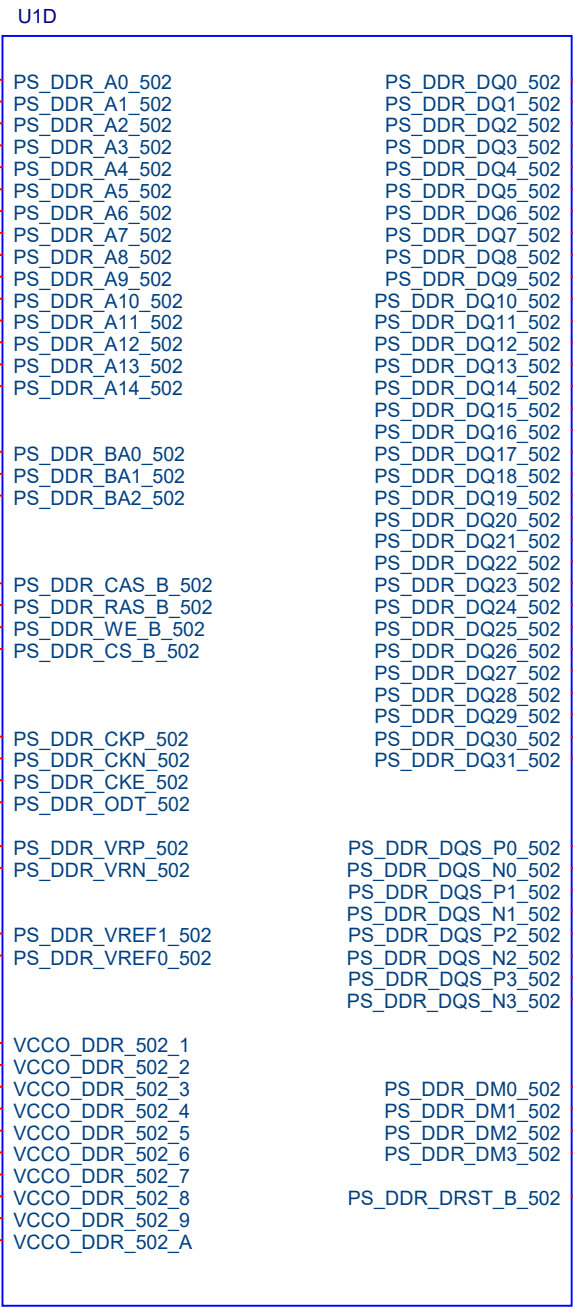 U1D
PS_DDR_A0_502 PS_DDR_DQ0_502
PS_DDR_A1_502 PS_DDR_DQ1_502
PS_DDR_A2_502 PS_DDR_DQ2_502
PS_DDR_A3_502 PS_DDR_DQ3_502
PS_DDR_A4_502 PS_DDR_DQ4_502
PS_DDR_A5_502 PS_DDR_DQ5_502
PS_DDR_A6_502 PS_DDR_DQ6_502
PS_DDR_A7_502 PS_DDR_DQ7_502
PS_DDR_A8_502 PS_DDR_DQ8_502
PS_DDR_A9_502 PS_DDR_DQ9_502
PS_DDR_A10_502 PS_DDR_DQ10_502
PS_DDR_A11_502 PS_DDR_DQ11_502
PS_DDR_A12_502 PS_DDR_DQ12_502
PS_DDR_A13_502 PS_DDR_DQ13_502
PS_DDR_A14_502 PS_DDR_DQ14_502
PS_DDR_DQ15_502
PS_DDR_DQ16_502
PS_DDR_BA0_502 PS_DDR_DQ17_502
PS_DDR_BA1_502 PS_DDR_DQ18_502
PS_DDR_BA2_502 PS_DDR_DQ19_502
PS_DDR_DQ20_502
PS_DDR_DQ21_502
PS_DDR_DQ22_502
PS_DDR_CAS_B_502 PS_DDR_DQ23_502
PS_DDR_RAS_B_502 PS_DDR_DQ24_502
PS_DDR_WE_B_502 PS_DDR_DQ25_502
PS_DDR_CS_B_502 PS_DDR_DQ26_502
PS_DDR_DQ27_502
PS_DDR_DQ28_502
PS_DDR_DQ29_502
PS_DDR_CKP_502 PS_DDR_DQ30_502
PS_DDR_CKN_502 PS_DDR_DQ31_502
PS_DDR_CKE_502
PS_DDR_ODT_502
PS_DDR_VRP_502 PS_DDR_DQS_P0_502
PS_DDR_VRN_502 PS_DDR_DQS_N0_502
PS_DDR_DQS_P1_502
PS_DDR_DQS_N1_502
PS_DDR_VREF1_502 PS_DDR_DQS_P2_502
PS_DDR_VREF0_502 PS_DDR_DQS_N2_502
PS_DDR_DQS_P3_502
PS_DDR_DQS_N3_502
VCCO_DDR_502_1
VCCO_DDR_502_2
VCCO_DDR_502_3 PS_DDR_DM0_502
VCCO_DDR_502_4 PS_DDR_DM1_502
VCCO_DDR_502_5 PS_DDR_DM2_502
VCCO_DDR_502_6 PS_DDR_DM3_502
VCCO_DDR_502_7
VCCO_DDR_502_8 PS_DDR_DRST_B_502
VCCO_DDR_502_9
VCCO_DDR_502_A